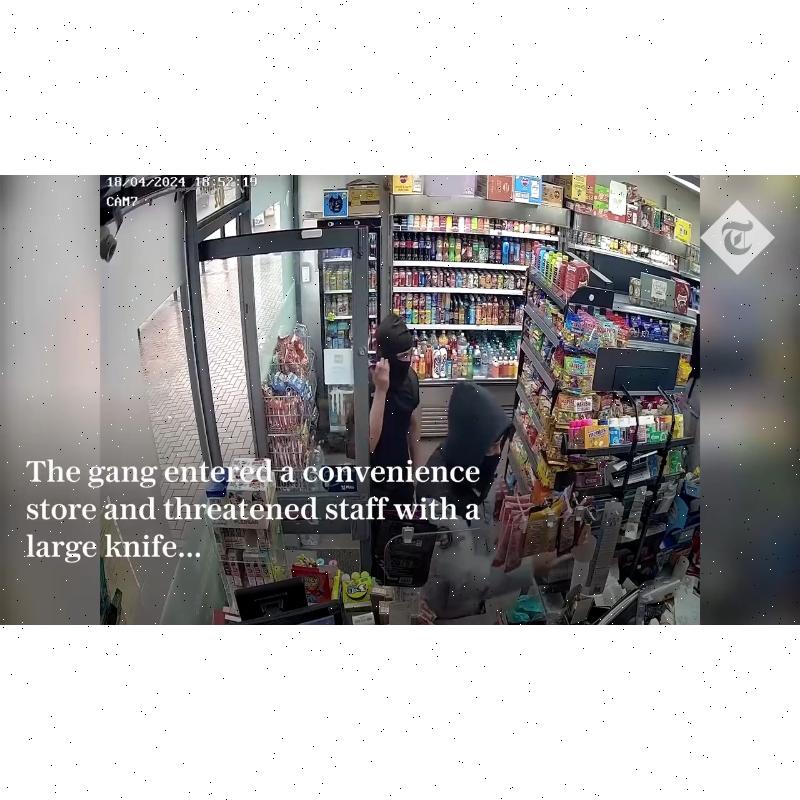 18/04/2024 18:52:19
CAM7
The gang entered a convenience
store and threatened staff with a
large knife...